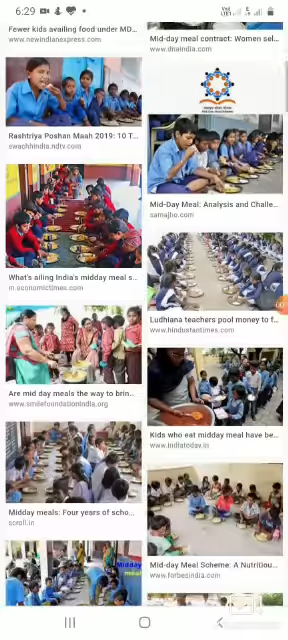 6:29
Fewer kids availing food under MD...
www.newindianexpress.com
Mid-day meal contract: Women sel...
www.dnaindia.com
Rashtriya Poshan Maah 2019: 10 T...
swachhindia.ndtv.com
Mid-Day Meal: Analysis and Challe...
samajho.com
What's ailing India's midday meal s...
m.economictimes.com
Ludhiana teachers pool money to f...
www.hindustantimes.com
Are mid day meals the way to brin...
www.smilefoundationindia.org
Kids who eat midday meal have be...
www.indiatoday.in
Midday meals: Four years of scho...
scroll.in
Mid-day Meal Scheme: A Nutritiou...
www.forbesindia.com
Midday
meal